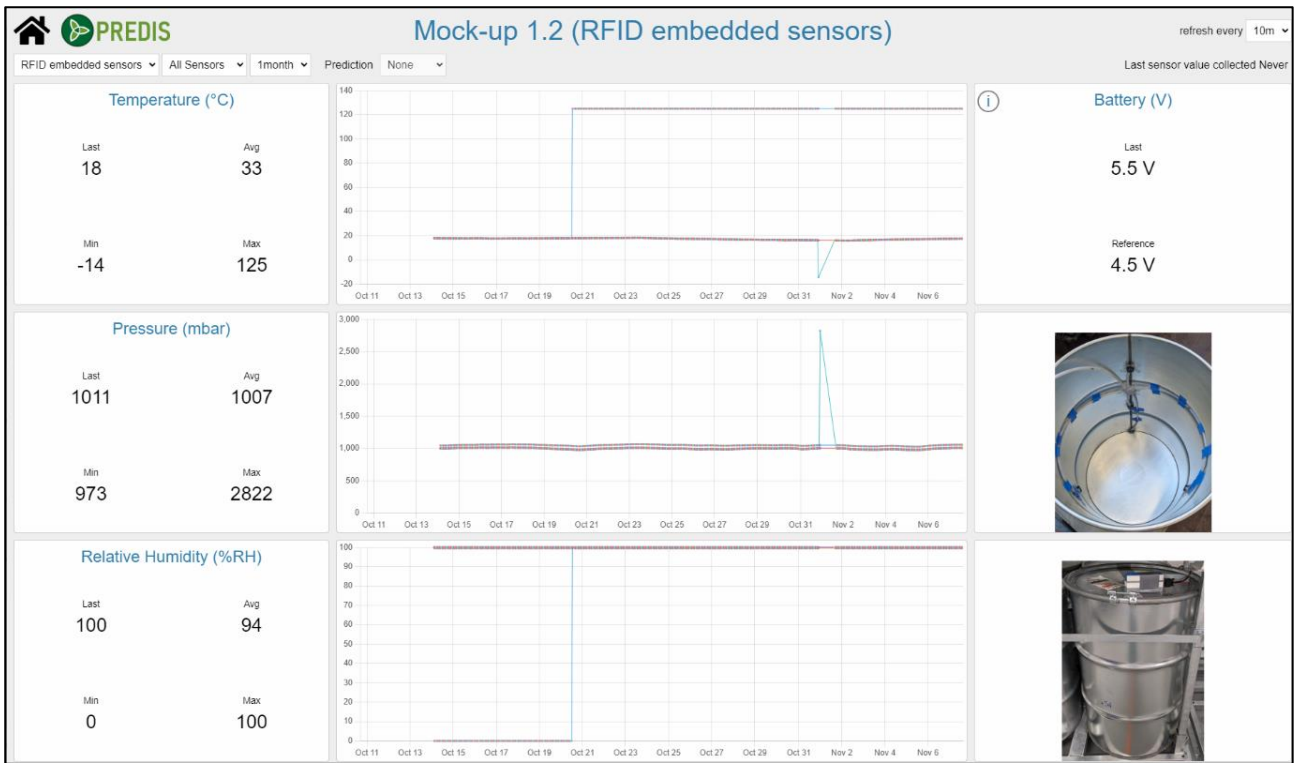 PREDIS
Mock-up 1.2 (RFID embedded sensors)
refresh every 10m
RFID embedded sensors All Sensors 1month Prediction None
Last sensor value collected Never
Temperature (°C)
Last Avg
18 33
Min Max
-14 125
140
120
100
80
60
40
20
0
-20
Oct 11 Oct 13 Oct 15 Oct 17 Oct 19 Oct 21 Oct 23 Oct 25 Oct 27 Oct 29 Oct 31 Nov 2 Nov 4 Nov 6
i
Battery (V)
Last
5.5 V
Reference
4.5 V
Pressure (mbar)
Last Avg
1011 1007
Min Max
973 2822
3,000
2,500
2,000
1,500
1,000
500
0
Oct 11 Oct 13 Oct 15 Oct 17 Oct 19 Oct 21 Oct 23 Oct 25 Oct 27 Oct 29 Oct 31 Nov 2 Nov 4 Nov 6
Relative Humidity (%RH)
Last Avg
100 94
Min Max
0 100
100
90
80
70
60
50
40
30
20
10
0
Oct 11 Oct 13 Oct 15 Oct 17 Oct 19 Oct 21 Oct 23 Oct 25 Oct 27 Oct 29 Oct 31 Nov 2 Nov 4 Nov 6